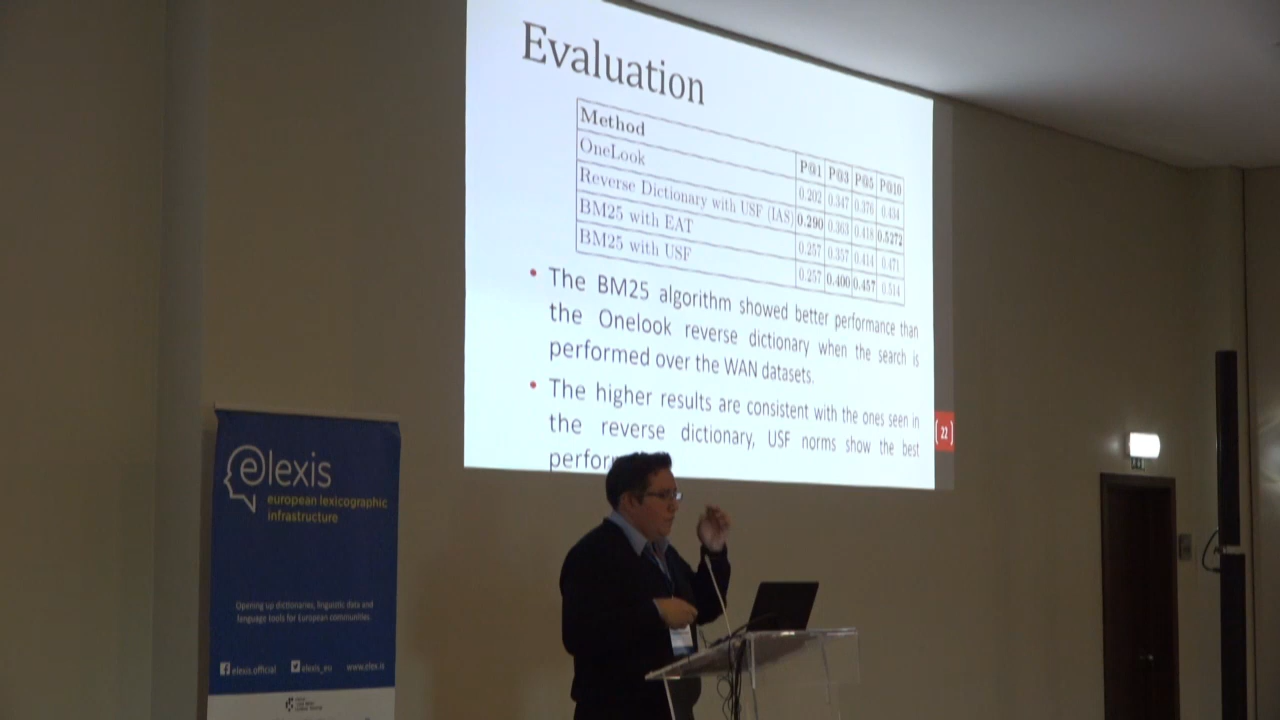 Evaluation
Method P@1 P@3 P@5 P@10
OneLook 0.202 0.347 0.376 0.434
Reverse Dictionary with USF (IAS) 0.290 0.363 0.418 0.5272
BM25 with EAT 0.257 0.357 0.414 0.471
BM25 with USF 0.257 0.400 0.457 0.514
• The BM25 algorithm showed better performance than
the Onelook reverse dictionary when the search is
performed over the WAN datasets.
• The higher results are consistent with the ones seen in
the reverse dictionary, USF norms show the best
perfor
22
elexis
european lexicographic
infrastructure
Opening up dictionaries, linguistic data and
language tools for European communities.
elexis.official elexis_eu www.elex.is